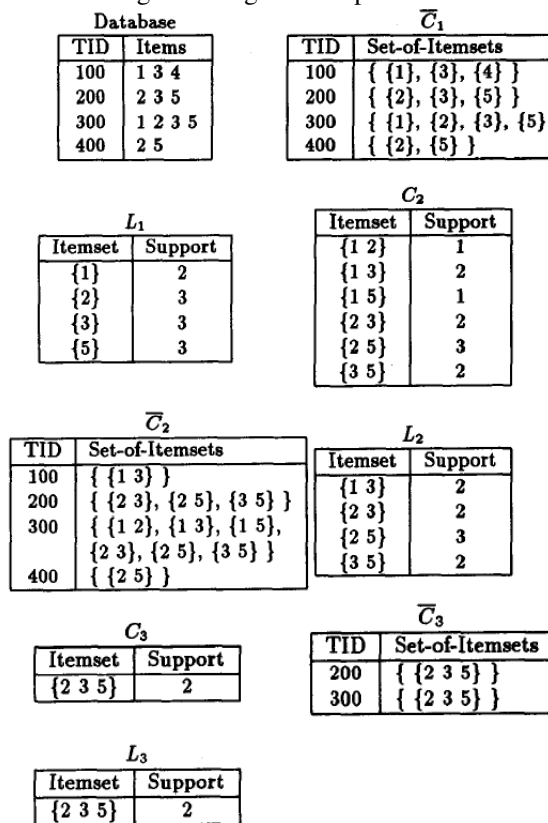 Database
TID Items
100 1 3 4
200 2 3 5
300 1 2 3 5
400 2 5
C̅₁
TID Set-of-Itemsets
100 { {1}, {3}, {4} }
200 { {2}, {3}, {5} }
300 { {1}, {2}, {3}, {5}
400 { {2}, {5} }
L₁
Itemset Support
{1} 2
{2} 3
{3} 3
{5} 3
C₂
Itemset Support
{1 2} 1
{1 3} 2
{1 5} 1
{2 3} 2
{2 5} 3
{3 5} 2
C̅₂
TID Set-of-Itemsets
100 { {1 3} }
200 { {2 3}, {2 5}, {3 5} }
300 { {1 2}, {1 3}, {1 5},
{2 3}, {2 5}, {3 5} }
400 { {2 5} }
L₂
Itemset Support
{1 3} 2
{2 3} 2
{2 5} 3
{3 5} 2
C₃
Itemset Support
{2 3 5} 2
C̅₃
TID Set-of-Itemsets
200 { {2 3 5} }
300 { {2 3 5} }
L₃
Itemset Support
{2 3 5} 2